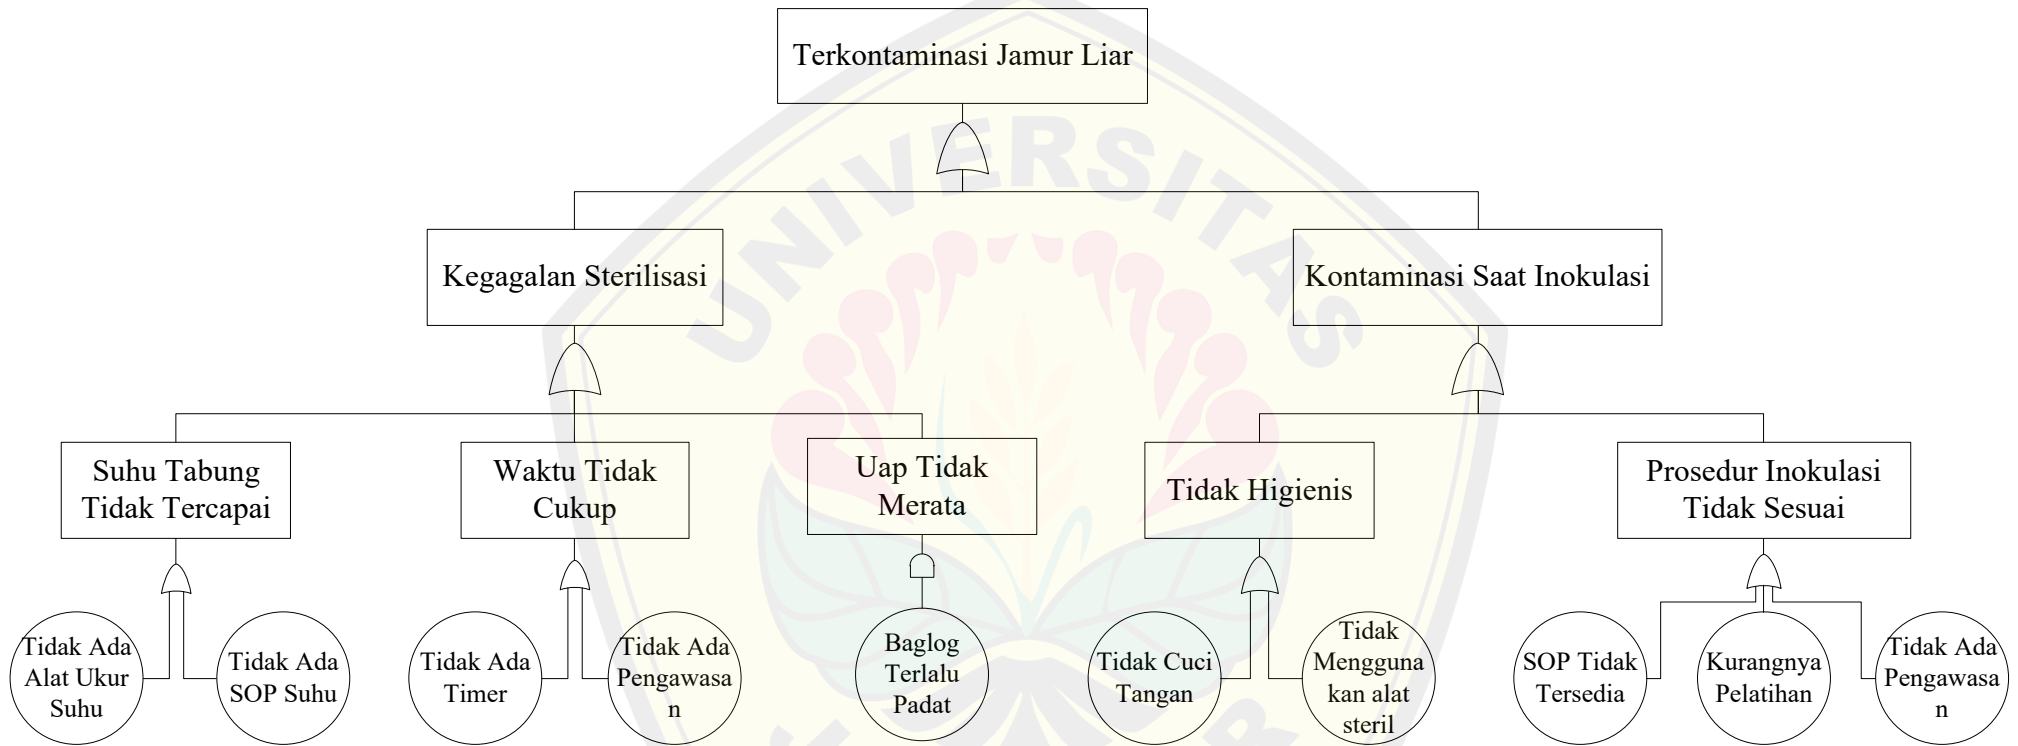 Terkontaminasi Jamur Liar
UNIVERSITAS
Kegagalan Sterilisasi
Kontaminasi Saat Inokulasi
Suhu Tabung
Tidak Tercapai
Waktu Tidak
Cukup
Uap Tidak
Merata
Tidak Higienis
Prosedur Inokulasi
Tidak Sesuai
Tidak Ada
Alat Ukur
Suhu
Tidak Ada
SOP Suhu
Tidak Ada
Timer
Tidak Ada
Pengawasa
n
Baglog
Terlalu
Padat
Tidak Cuci
Tangan
Tidak
Mengguna
kan alat
steril
SOP Tidak
Tersedia
Kurangnya
Pelatihan
Tidak Ada
Pengawasa
n